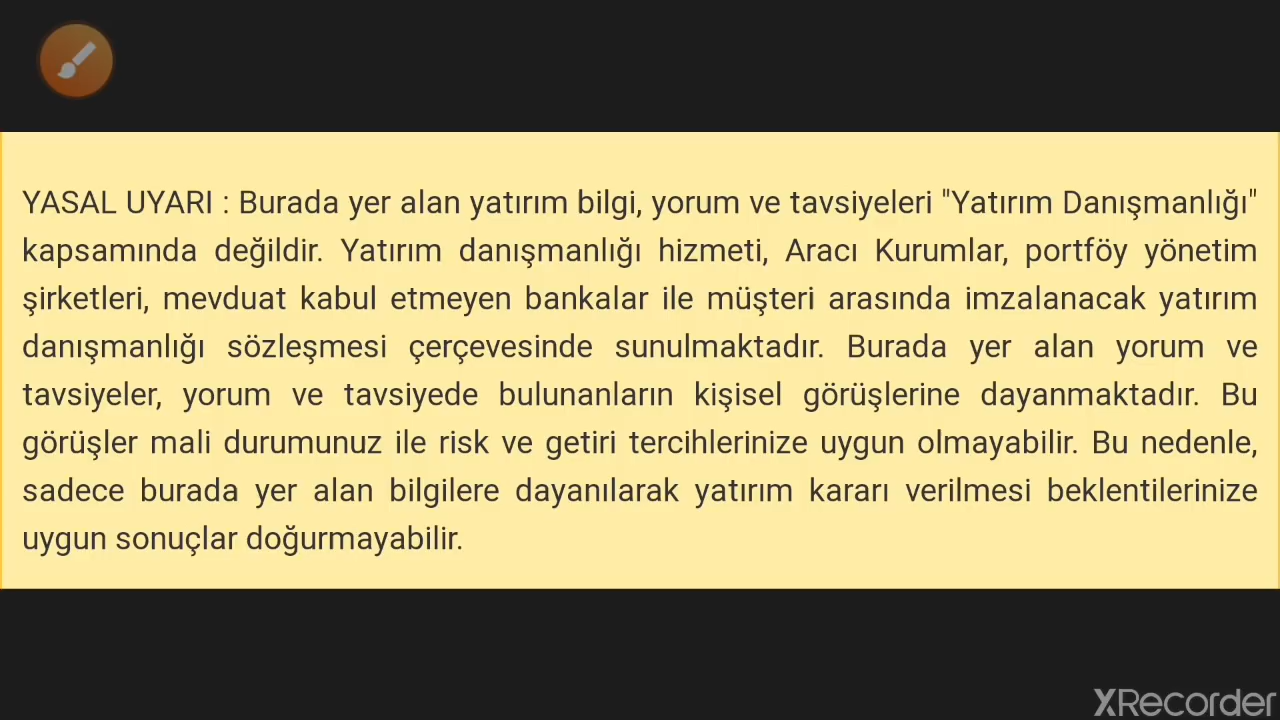 YASAL UYARI : Burada yer alan yatırım bilgi, yorum ve tavsiyeleri "Yatırım Danışmanlığı"
kapsamında değildir. Yatırım danışmanlığı hizmeti, Aracı Kurumlar, portföy yönetim
şirketleri, mevduat kabul etmeyen bankalar ile müşteri arasında imzalanacak yatırım
danışmanlığı sözleşmesi çerçevesinde sunulmaktadır. Burada yer alan yorum ve
tavsiyeler, yorum ve tavsiyede bulunanların kişisel görüşlerine dayanmaktadır. Bu
görüşler mali durumunuz ile risk ve getiri tercihlerinize uygun olmayabilir. Bu nedenle,
sadece burada yer alan bilgilere dayanılarak yatırım kararı verilmesi beklentilerinize
uygun sonuçlar doğurmayabilir.
XRecorder